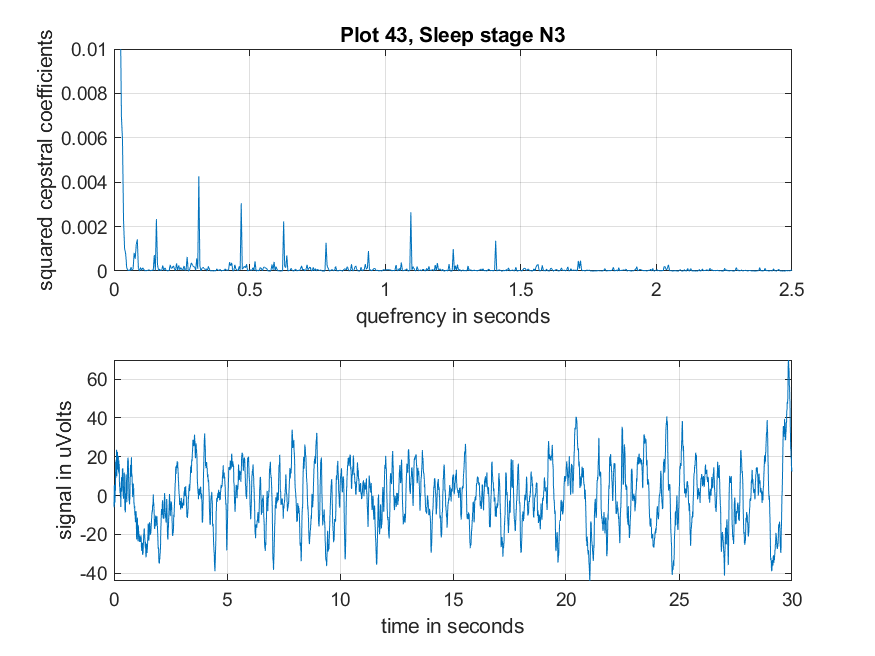 Plot 43, Sleep stage N3
squared cepstral coefficients
0.01
0.008
0.006
0.004
0.002
0
0 0.5 1 1.5 2 2.5
quefrency in seconds
signal in uVolts
60
40
20
0
-20
-40
0 5 10 15 20 25 30
time in seconds